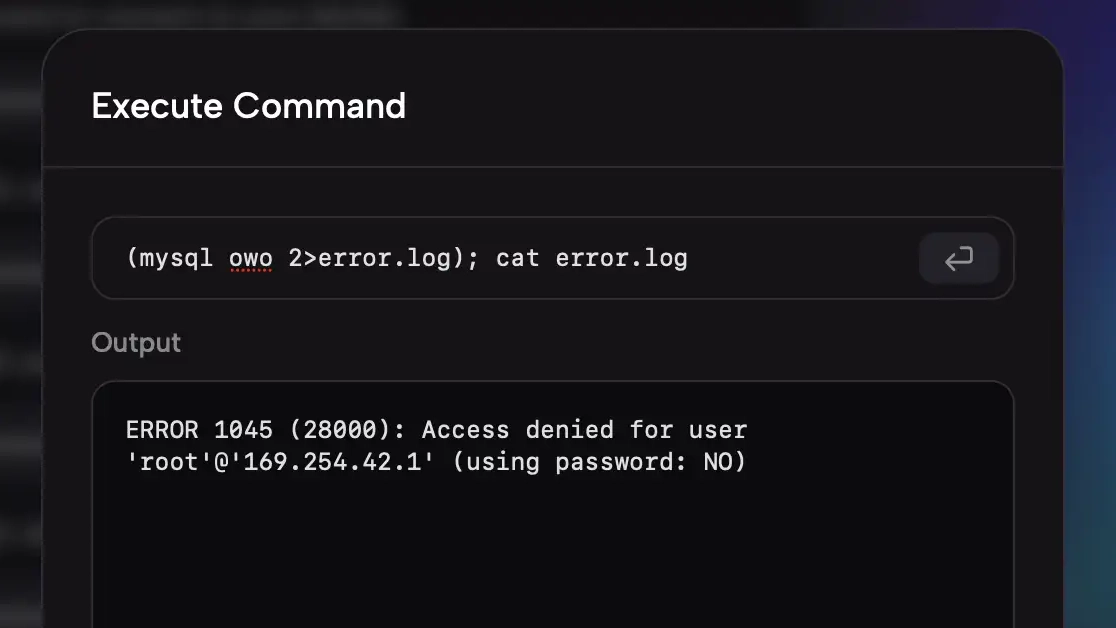 Execute Command
(mysql owo 2>error.log); cat error.log
Output
ERROR 1045 (28000): Access denied for user
'root'@'169.254.42.1' (using password: NO)